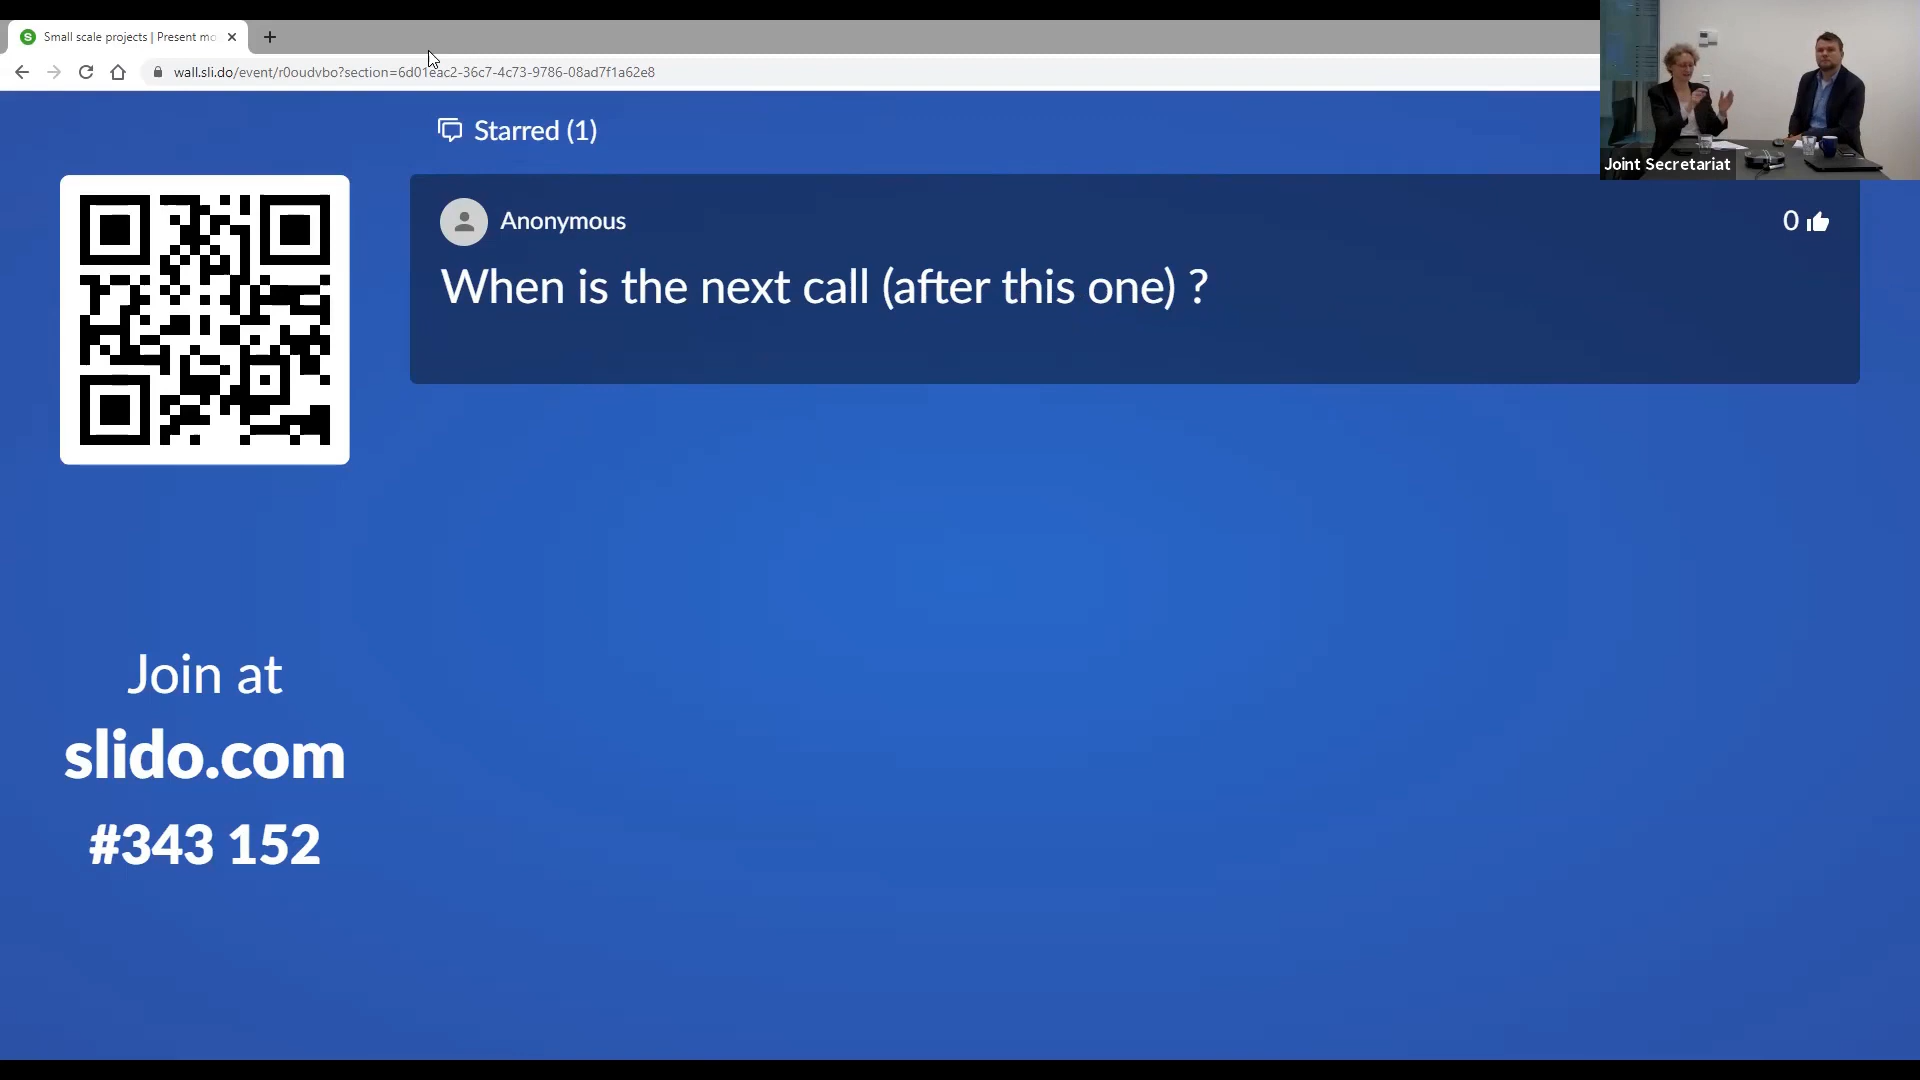 Small scale projects | Present mo
wall.sli.do/event/r0oudvbo?section=6d01eac2-36c7-4c73-9786-08ad7f1a62e8
Joint Secretariat
Starred (1)
Anonymous
0
When is the next call (after this one) ?
Join at
slido.com
#343 152